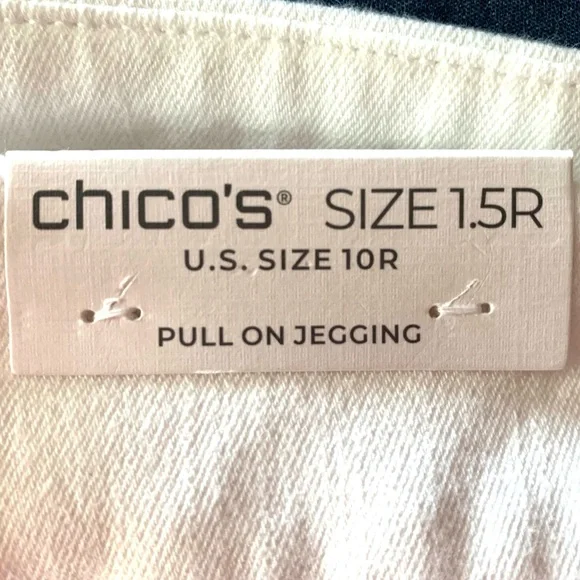 chico's® SIZE 1.5R
U.S. SIZE 10R
PULL ON JEGGING